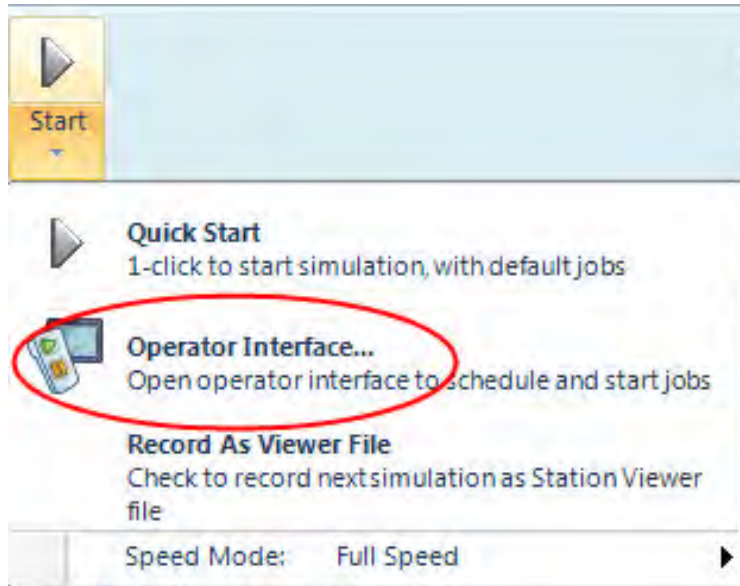 Start
Quick Start
1-click to start simulation, with default jobs
Operator Interface...
Open operator interface to schedule and start jobs
Record As Viewer File
Check to record next simulation as Station Viewer
file
Speed Mode: Full Speed